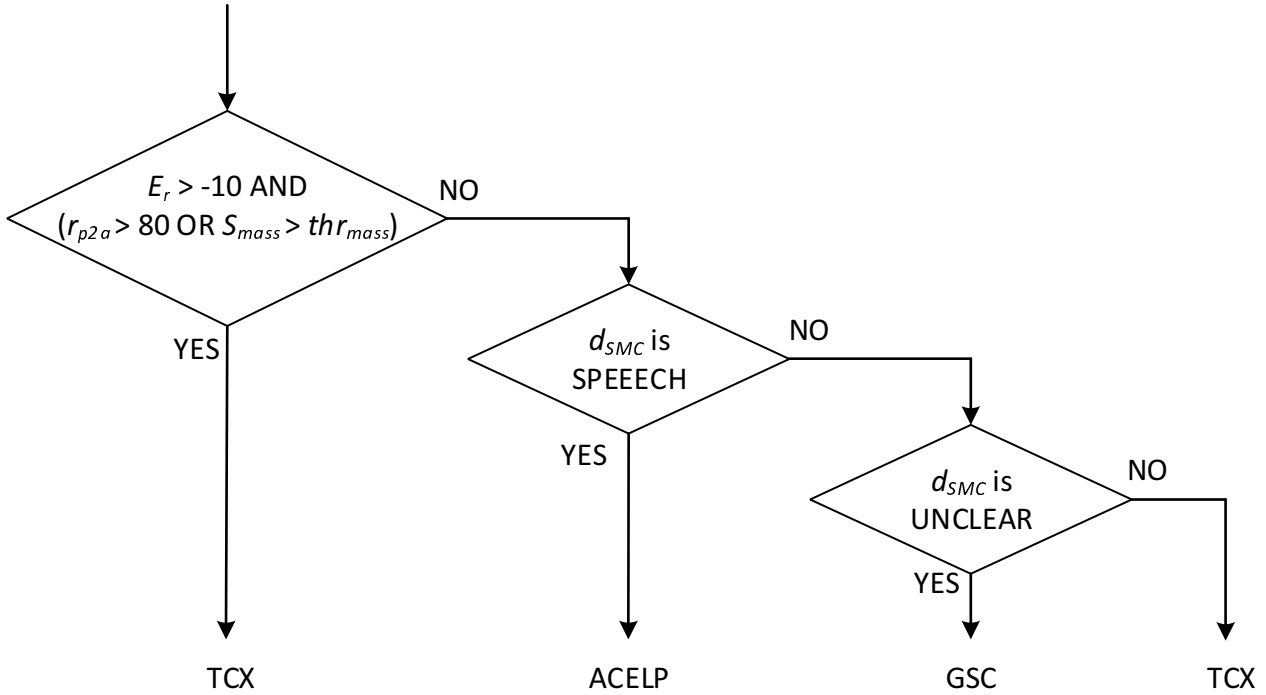 E_r > -10 AND
(r_p2a > 80 OR S_mass > thr_mass)
NO
YES
d_SMC is
SPEEECH
NO
YES
d_SMC is
UNCLEAR
NO
YES
TCX
ACELP
GSC
TCX